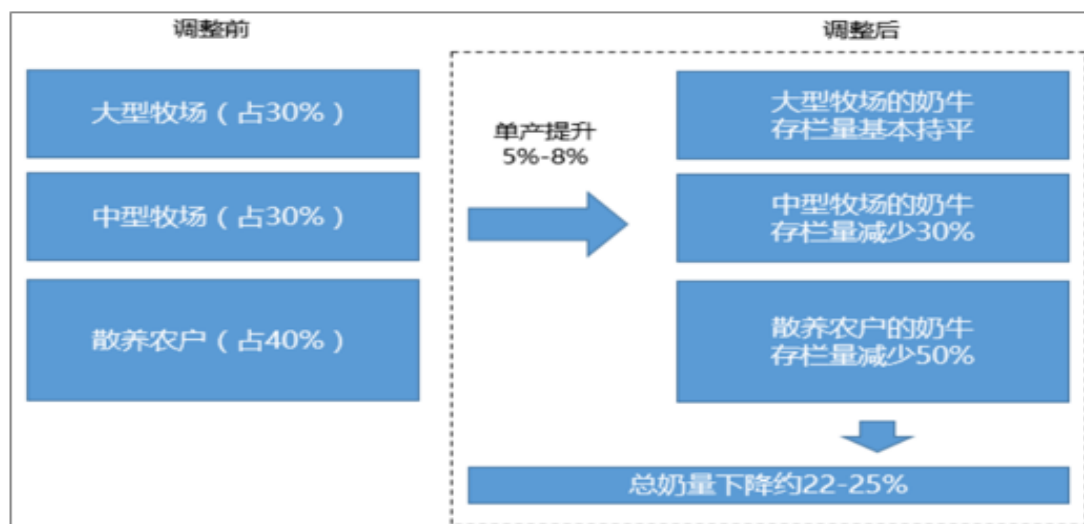 调整前
调整后
大型牧场（占30%）
中型牧场（占30%）
散养农户（占40%）
单产提升
5%-8%
大型牧场的奶牛
存栏量基本持平
中型牧场的奶牛
存栏量减少30%
散养农户的奶牛
存栏量减少50%
总奶量下降约22-25%